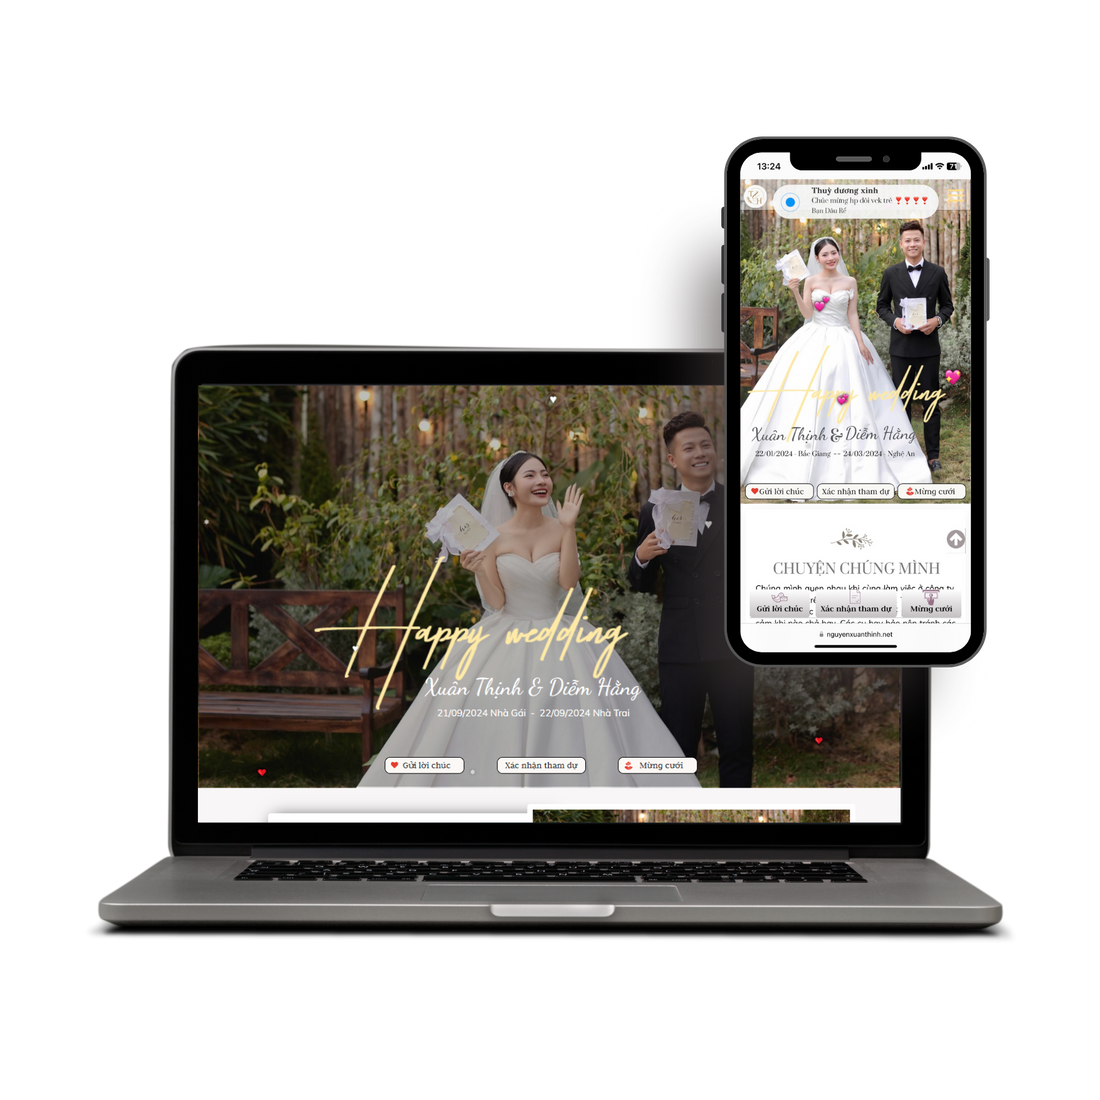 13:24
Thuỳ dương xinh
Chúc mừng hp đôi vck trẻ ❣❣❣❣
Bạn Dâu Rể
Happy wedding
Xuân Thịnh & Diễm Hằng
22/01/2024 - Bắc Giang -- 24/03/2024 - Nghệ An
Gửi lời chúc
Xác nhận tham dự
Mừng cưới
CHUYỆN CHÚNG MÌNH
Chúng mình quen nhau khi cùng làm việc ở công ty
Gửi lời chúc
Xác nhận tham dự
Mừng cưới
nguyenxuanthinh.net
Happy wedding
Xuân Thịnh & Diễm Hằng
21/09/2024 Nhà Gái - 22/09/2024 Nhà Trai
Gửi lời chúc
Xác nhận tham dự
Mừng cưới